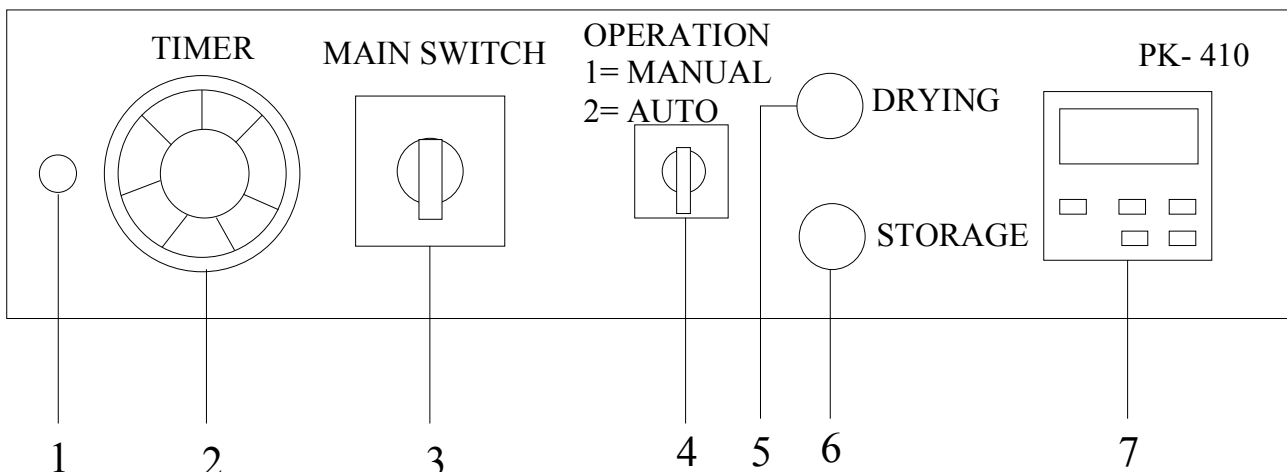 TIMER
MAIN SWITCH
OPERATION
1= MANUAL
2= AUTO
DRYING
STORAGE
PK- 410
1
2
3
4
5
6
7